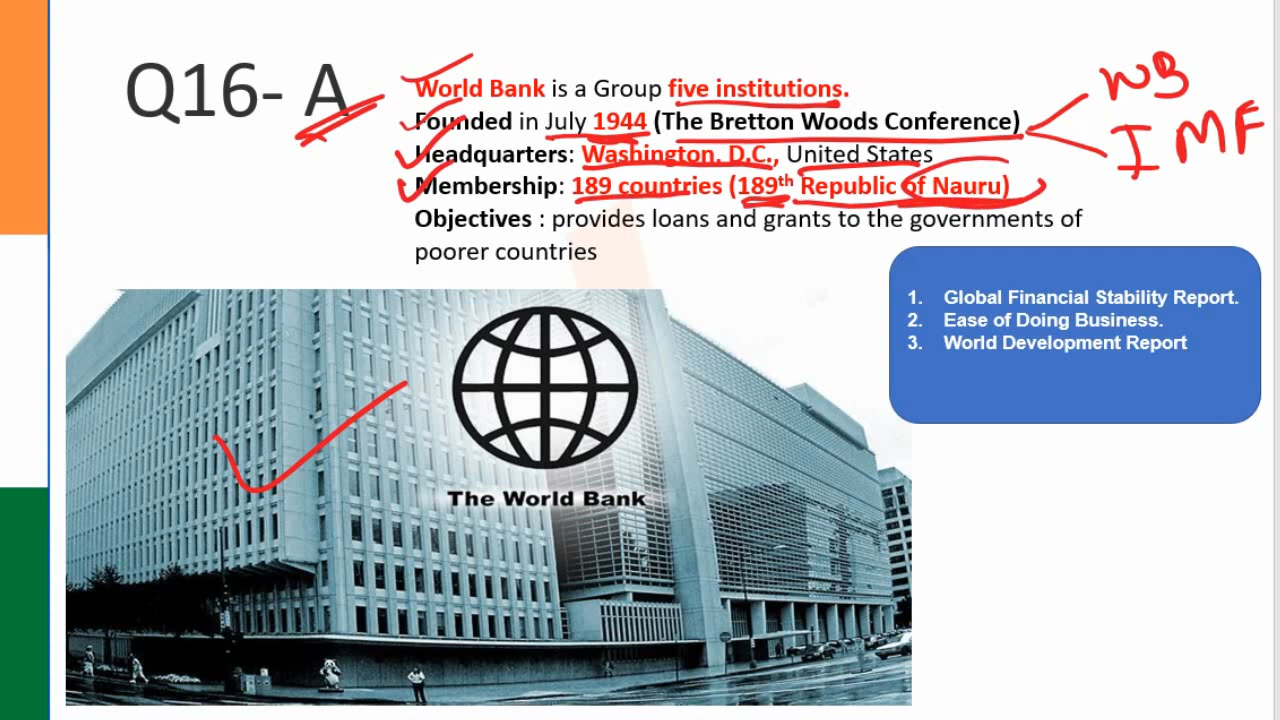 Q16- A
World Bank is a Group five institutions.
Founded in July 1944 (The Bretton Woods Conference)
Headquarters: Washington, D.C., United States
Membership: 189 countries (189th Republic of Nauru)
Objectives : provides loans and grants to the governments of
poorer countries
WB
IMF
1. Global Financial Stability Report.
2. Ease of Doing Business.
3. World Development Report
The World Bank